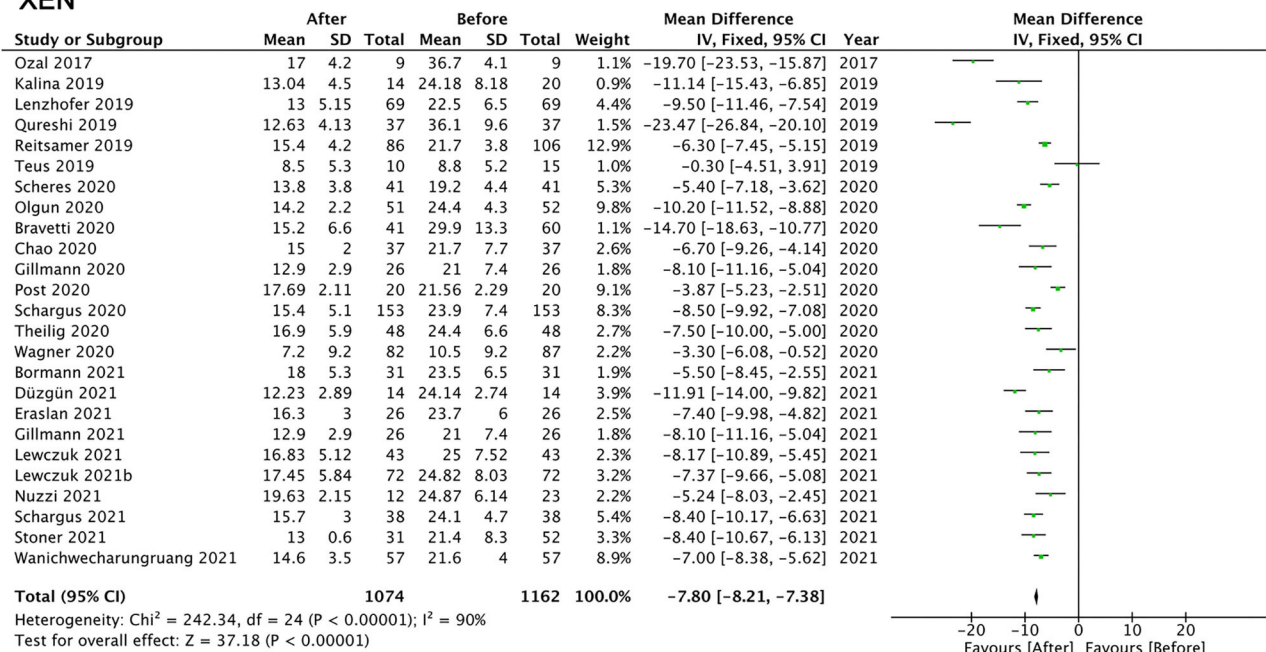 XEN
After Before Mean Difference Mean Difference
Study or Subgroup Mean SD Total Mean SD Total Weight IV, Fixed, 95% CI Year IV, Fixed, 95% CI
Ozal 2017 17 4.2 9 36.7 4.1 9 1.1% -19.70 [-23.53, -15.87] 2017
Kalina 2019 13.04 4.5 14 24.18 8.18 20 0.9% -11.14 [-15.43, -6.85] 2019
Lenzhofer 2019 13 5.15 69 22.5 6.5 69 4.4% -9.50 [-11.46, -7.54] 2019
Qureshi 2019 12.63 4.13 37 36.1 9.6 37 1.5% -23.47 [-26.84, -20.10] 2019
Reitsamer 2019 15.4 4.2 86 21.7 3.8 106 12.9% -6.30 [-7.45, -5.15] 2019
Teus 2019 8.5 5.3 10 8.8 5.2 15 1.0% -0.30 [-4.51, 3.91] 2019
Scheres 2020 13.8 3.8 41 19.2 4.4 41 5.3% -5.40 [-7.18, -3.62] 2020
Olgun 2020 14.2 2.2 51 24.4 4.3 52 9.8% -10.20 [-11.52, -8.88] 2020
Bravetti 2020 15.2 6.6 41 29.9 13.3 60 1.1% -14.70 [-18.63, -10.77] 2020
Chao 2020 15 2 37 21.7 7.7 37 2.6% -6.70 [-9.26, -4.14] 2020
Gillmann 2020 12.9 2.9 26 21 7.4 26 1.8% -8.10 [-11.16, -5.04] 2020
Post 2020 17.69 2.11 20 21.56 2.29 20 9.1% -3.87 [-5.23, -2.51] 2020
Schargus 2020 15.4 5.1 153 23.9 7.4 153 8.3% -8.50 [-9.92, -7.08] 2020
Theilig 2020 16.9 5.9 48 24.4 6.6 48 2.7% -7.50 [-10.00, -5.00] 2020
Wagner 2020 7.2 9.2 82 10.5 9.2 87 2.2% -3.30 [-6.08, -0.52] 2020
Bormann 2021 18 5.3 31 23.5 6.5 31 1.9% -5.50 [-8.45, -2.55] 2021
Düzgün 2021 12.23 2.89 14 24.14 2.74 14 3.9% -11.91 [-14.00, -9.82] 2021
Eraslan 2021 16.3 3 26 23.7 6 26 2.5% -7.40 [-9.98, -4.82] 2021
Gillmann 2021 12.9 2.9 26 21 7.4 26 1.8% -8.10 [-11.16, -5.04] 2021
Lewczuk 2021 16.83 5.12 43 25 7.52 43 2.3% -8.17 [-10.89, -5.45] 2021
Lewczuk 2021b 17.45 5.84 72 24.82 8.03 72 3.2% -7.37 [-9.66, -5.08] 2021
Nuzzi 2021 19.63 2.15 12 24.87 6.14 23 2.2% -5.24 [-8.03, -2.45] 2021
Schargus 2021 15.7 3 38 24.1 4.7 38 5.4% -8.40 [-10.17, -6.63] 2021
Stoner 2021 13 0.6 31 21.4 8.3 52 3.3% -8.40 [-10.67, -6.13] 2021
Wanichwecharungruang 2021 14.6 3.5 57 21.6 4 57 8.9% -7.00 [-8.38, -5.62] 2021
Total (95% CI) 1074 1162 100.0% -7.80 [-8.21, -7.38]
Heterogeneity: Chi² = 242.34, df = 24 (P < 0.00001); I² = 90%
Test for overall effect: Z = 37.18 (P < 0.00001)
-20 -10 0 10 20
Favours [After] Favours [Before]